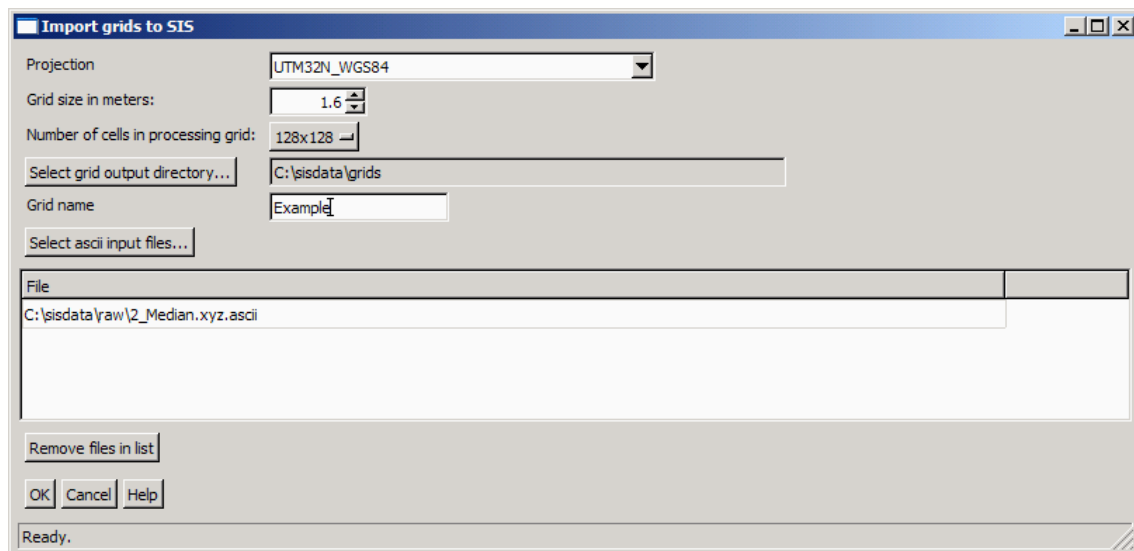 Import grids to SIS
Projection UTM32N_WGS84
Grid size in meters: 1.6
Number of cells in processing grid: 128x128
Select grid output directory... C:\sisdata\grids
Grid name Example
Select ascii input files...
File
C:\sisdata\raw\2_Median.xyz.ascii
Remove files in list
OK Cancel Help
Ready.